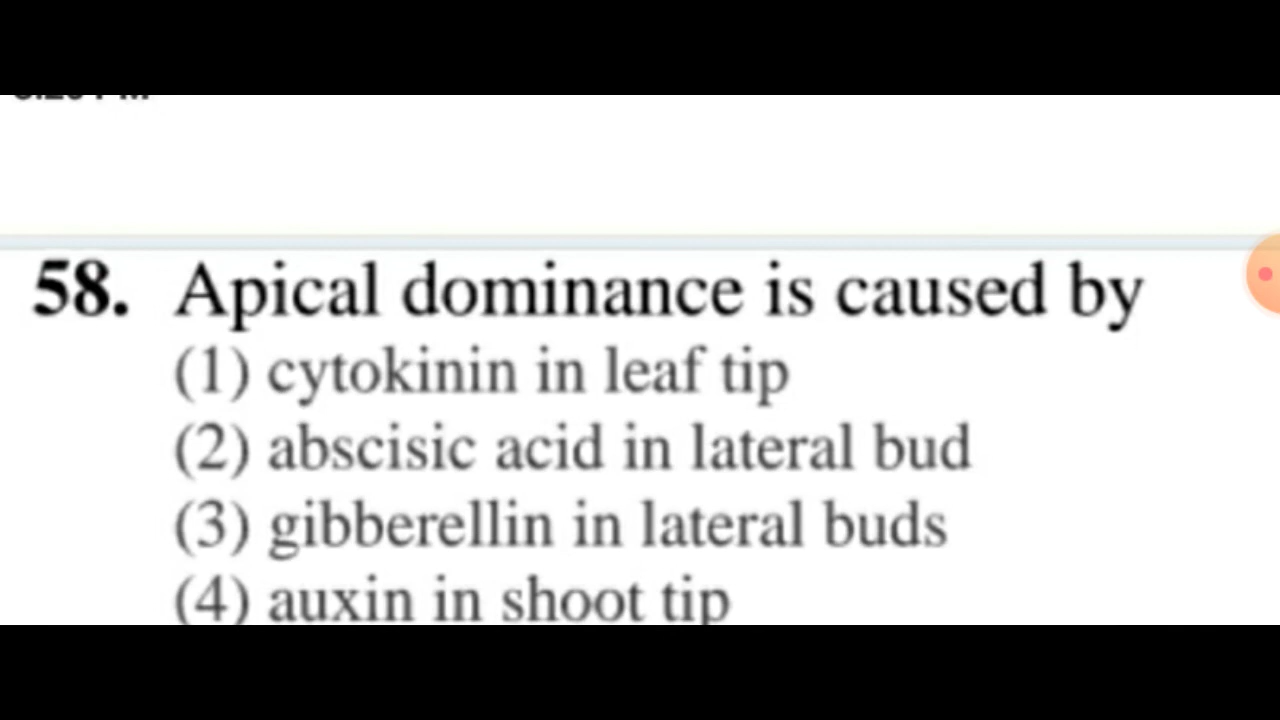 58. Apical dominance is caused by
(1) cytokinin in leaf tip
(2) abscisic acid in lateral bud
(3) gibberellin in lateral buds
(4) auxin in shoot tip